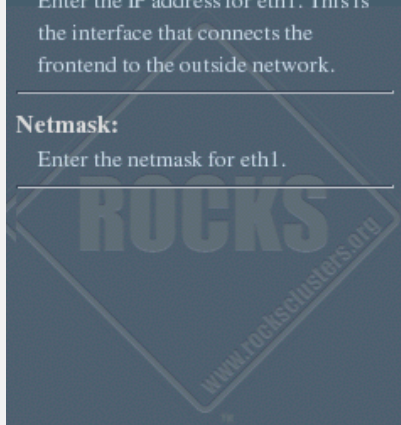 Enter the IP address for eth1. This is
the interface that connects the
frontend to the outside network.
Netmask:
Enter the netmask for eth1.
ROCKS
www.rocksclusters.org
TM